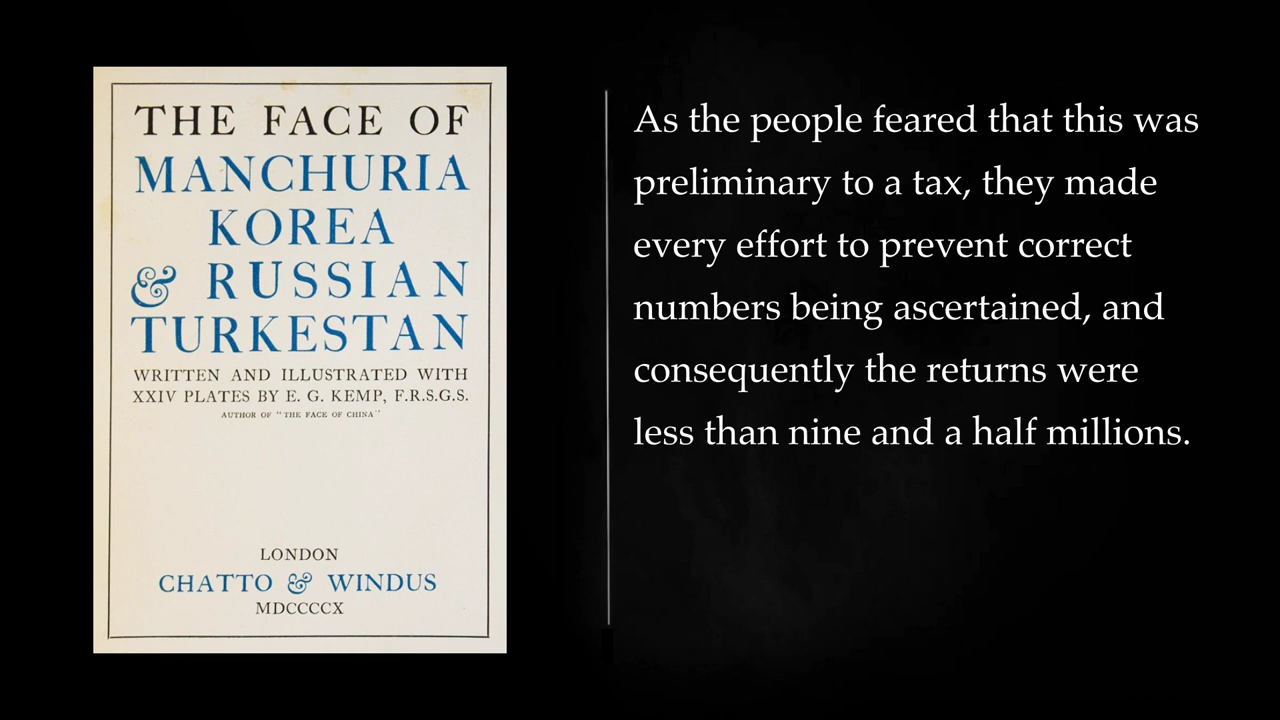 THE FACE OF
MANCHURIA
KOREA
& RUSSIAN
TURKESTAN
WRITTEN AND ILLUSTRATED WITH
XXIV PLATES BY E. G. KEMP, F.R.S.G.S.
AUTHOR OF "THE FACE OF CHINA"
LONDON
CHATTO & WINDUS
MDCCCCX
As the people feared that this was
preliminary to a tax, they made
every effort to prevent correct
numbers being ascertained, and
consequently the returns were
less than nine and a half millions.